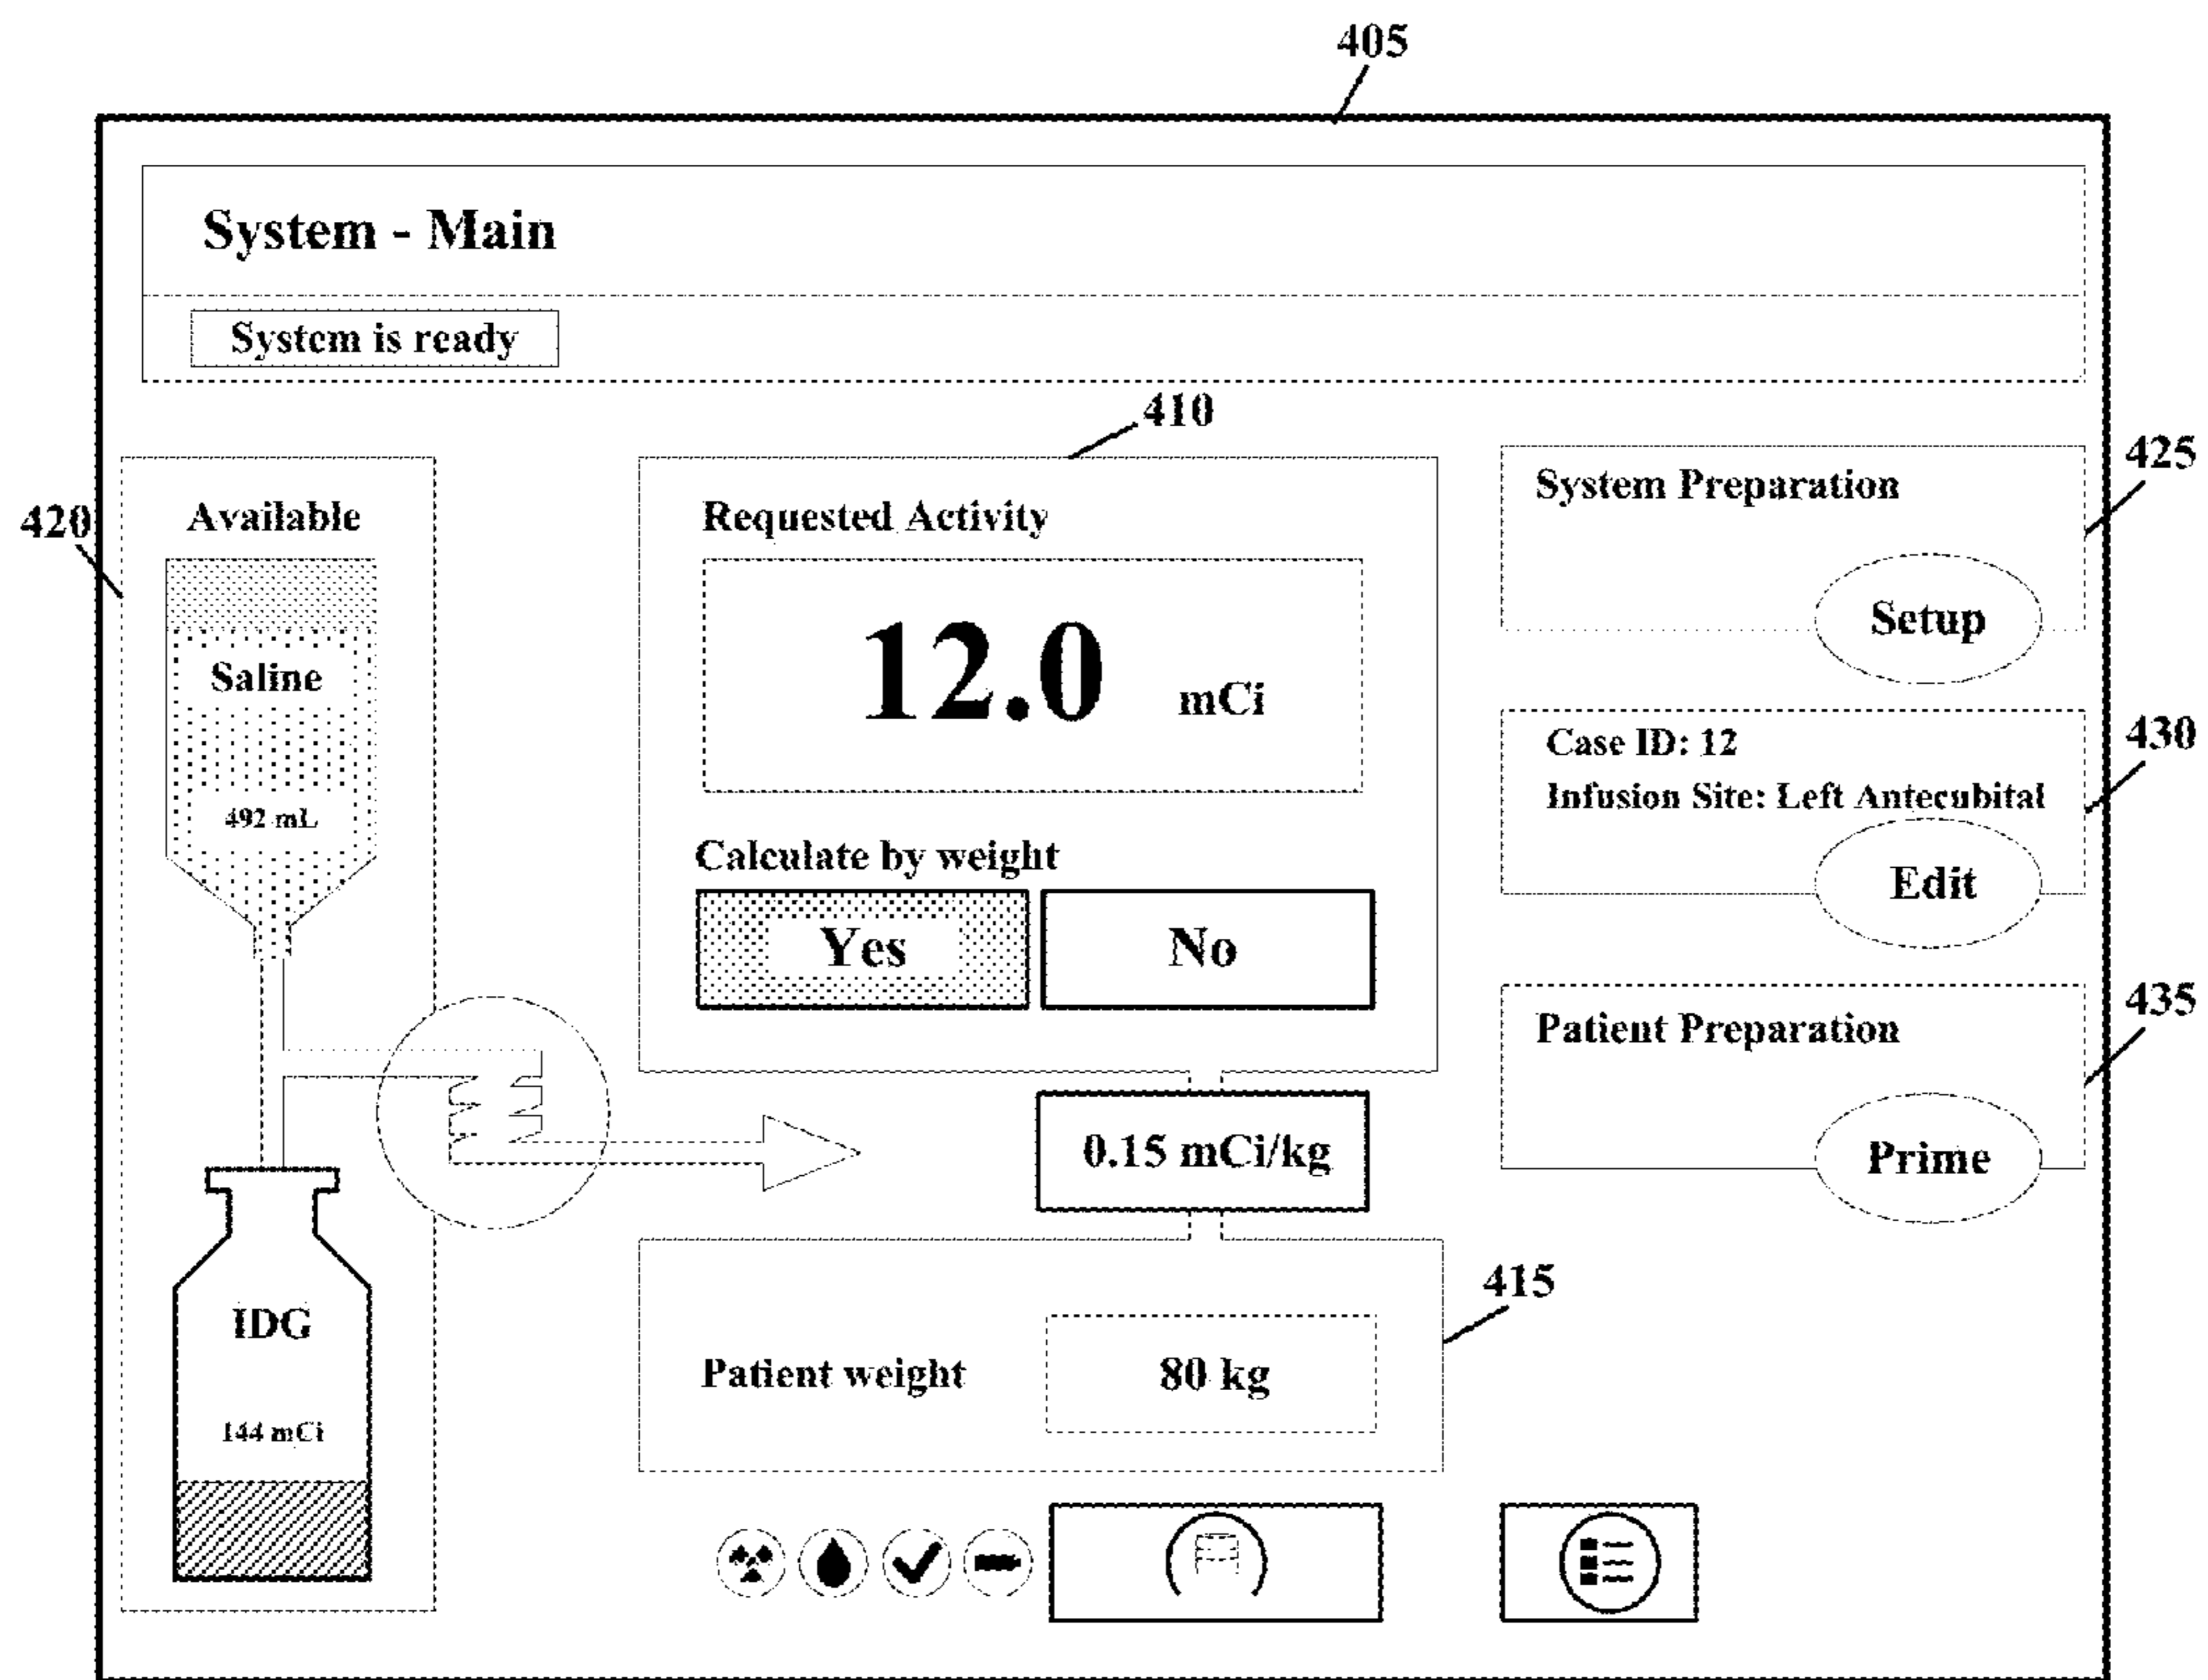 405
System - Main
System is ready
410
420
Available
Saline
492 mL
IDG
144 mCi
Requested Activity
12.0 mCi
Calculate by weight
Yes No
0.15 mCi/kg
415
Patient weight 80 kg
425
System Preparation
Setup
430
Case ID: 12
Infusion Site: Left Antecubital
Edit
435
Patient Preparation
Prime